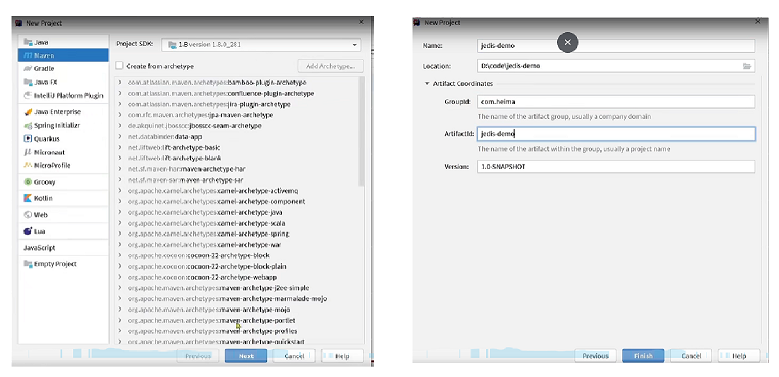 New Project
Java
Maven
Gradle
Java FX
IntelliJ Platform Plugin
Java Enterprise
Spring Initializr
Quarkus
Micronaut
MicroProfile
Groovy
Kotlin
Web
Lua
JavaScript
Empty Project
Project SDK: 1.8 version 1.8.0_281
Create from archetype
Add Archetype...
com.atlassian.maven.archetypes:bamboo-plugin-archetype
com.atlassian.maven.archetypes:confluence-plugin-archetype
com.atlassian.maven.archetypes:jira-plugin-archetype
com.rfc.maven.archetypes:jpa-maven-archetype
de.akquinet.jbosscc:jbosscc-seam-archetype
net.databinder:data-app
net.liftweb:lift-archetype-basic
net.liftweb:lift-archetype-blank
net.sf.maven-har:maven-archetype-har
net.sf.maven-sar:maven-archetype-sar
org.apache.camel.archetypes:camel-archetype-activemq
org.apache.camel.archetypes:camel-archetype-component
org.apache.camel.archetypes:camel-archetype-java
org.apache.camel.archetypes:camel-archetype-scala
org.apache.camel.archetypes:camel-archetype-spring
org.apache.camel.archetypes:camel-archetype-war
org.apache.cocoon:cocoon-22-archetype-block
org.apache.cocoon:cocoon-22-archetype-block-plain
org.apache.cocoon:cocoon-22-archetype-webapp
org.apache.maven.archetypes:maven-archetype-j2ee-simple
org.apache.maven.archetypes:maven-archetype-marmalade-mojo
org.apache.maven.archetypes:maven-archetype-mojo
org.apache.maven.archetypes:maven-archetype-portlet
org.apache.maven.archetypes:maven-archetype-profiles
org.apache.maven.archetypes:maven-archetype-quickstart
Previous
Next
Cancel
Help
New Project
Name: jedis-demo
Location: D:\code\jedis-demo
Artifact Coordinates
GroupId: com.heima
The name of the artifact group, usually a company domain
ArtifactId: jedis-demo
The name of the artifact within the group, usually a project name
Version: 1.0-SNAPSHOT
Previous
Finish
Cancel
Help